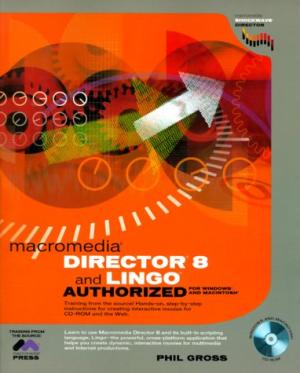 SHOCKWAVE
DIRECTOR
macromedia
DIRECTOR 8
and LINGO
AUTHORIZED FOR WINDOWS AND MACINTOSH
Training from the source! Hands-on, step-by-step
instructions for creating interactive movies for
CD-ROM and the Web.
TRAINING FROM
THE SOURCE
PRESS
Learn to use Macromedia Director 8 and its built-in scripting
language, Lingo–the powerful, cross-platform application that
helps you create dynamic, interactive movies for multimedia
and Internet productions.
PHIL GROSS